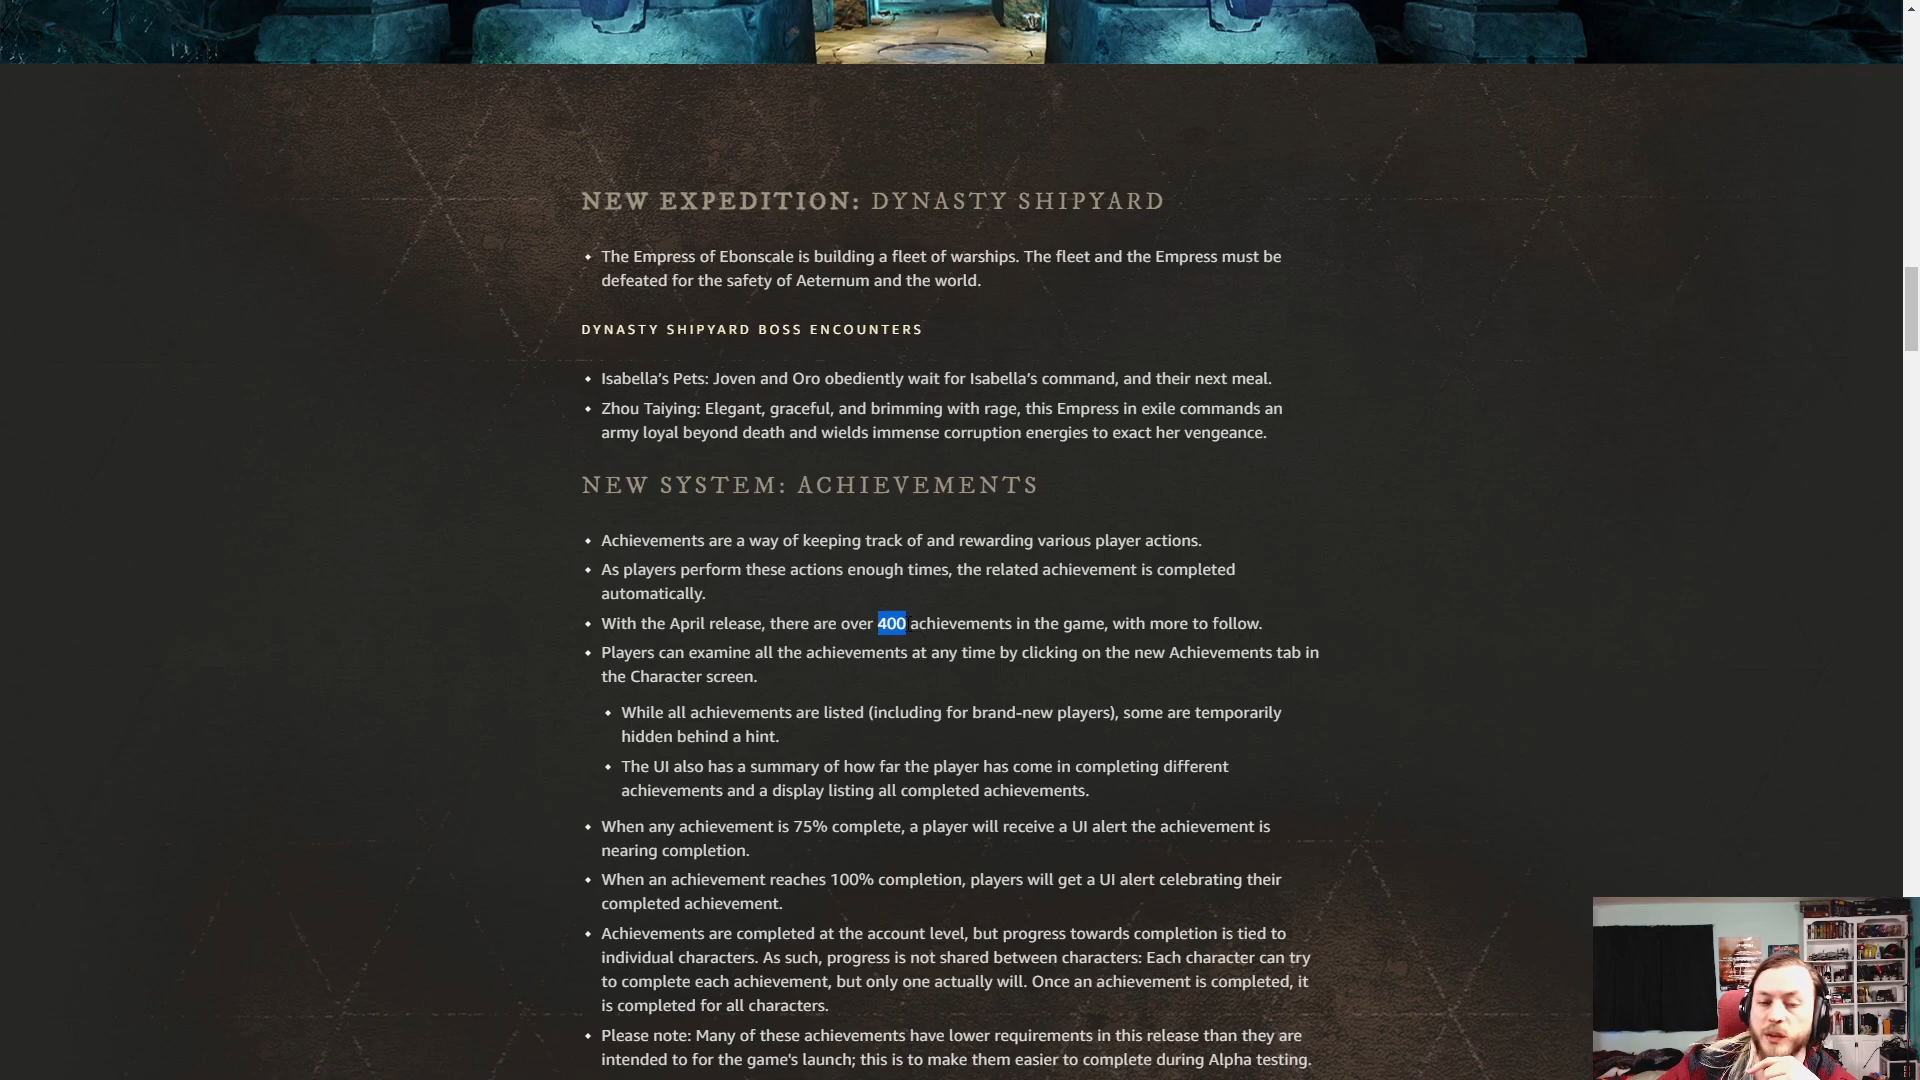 NEW EXPEDITION: DYNASTY SHIPYARD
The Empress of Ebonscale is building a fleet of warships. The fleet and the Empress must be
defeated for the safety of Aeternum and the world.
DYNASTY SHIPYARD BOSS ENCOUNTERS
Isabella’s Pets: Joven and Oro obediently wait for Isabella’s command, and their next meal.
Zhou Taiying: Elegant, graceful, and brimming with rage, this Empress in exile commands an
army loyal beyond death and wields immense corruption energies to exact her vengeance.
NEW SYSTEM: ACHIEVEMENTS
Achievements are a way of keeping track of and rewarding various player actions.
As players perform these actions enough times, the related achievement is completed
automatically.
With the April release, there are over 400 achievements in the game, with more to follow.
Players can examine all the achievements at any time by clicking on the new Achievements tab in
the Character screen.
While all achievements are listed (including for brand-new players), some are temporarily
hidden behind a hint.
The UI also has a summary of how far the player has come in completing different
achievements and a display listing all completed achievements.
When any achievement is 75% complete, a player will receive a UI alert the achievement is
nearing completion.
When an achievement reaches 100% completion, players will get a UI alert celebrating their
completed achievement.
Achievements are completed at the account level, but progress towards completion is tied to
individual characters. As such, progress is not shared between characters: Each character can try
to complete each achievement, but only one actually will. Once an achievement is completed, it
is completed for all characters.
Please note: Many of these achievements have lower requirements in this release than they are
intended to for the game's launch; this is to make them easier to complete during Alpha testing.